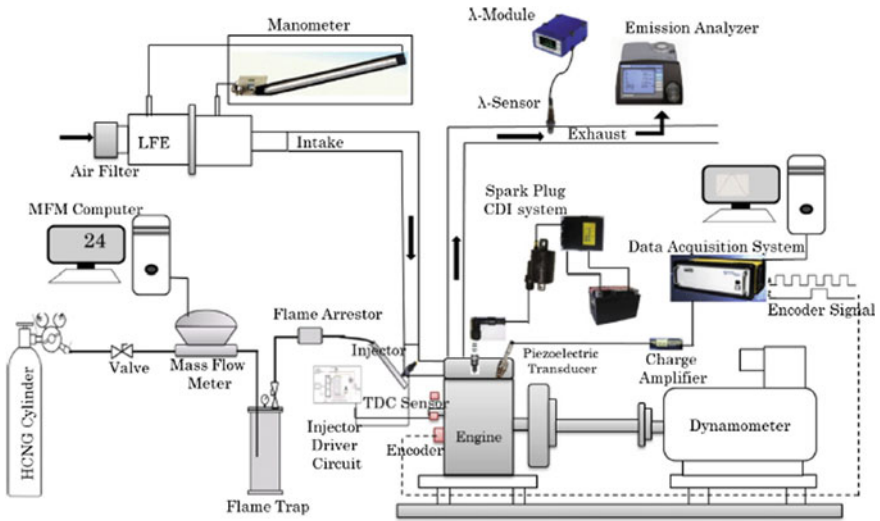 Manometer
λ-Module
Emission Analyzer
λ-Sensor
LFE
Intake
Exhaust
Air Filter
MFM Computer
24
Spark Plug
CDI system
Data Acquisition System
Encoder Signal
Flame Arrestor
Injector
Piezoelectric
Transducer
Charge
Amplifier
Valve
Mass Flow
Meter
HCNG Cylinder
TDC Sensor
Injector
Driver
Circuit
Encoder
Engine
Dynamometer
Flame Trap